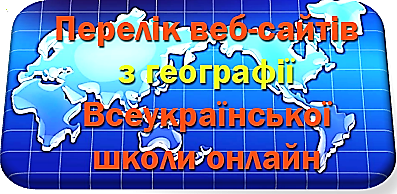 Перелік веб-сайтів
з географії
Всеукраїнської
школи онлайн